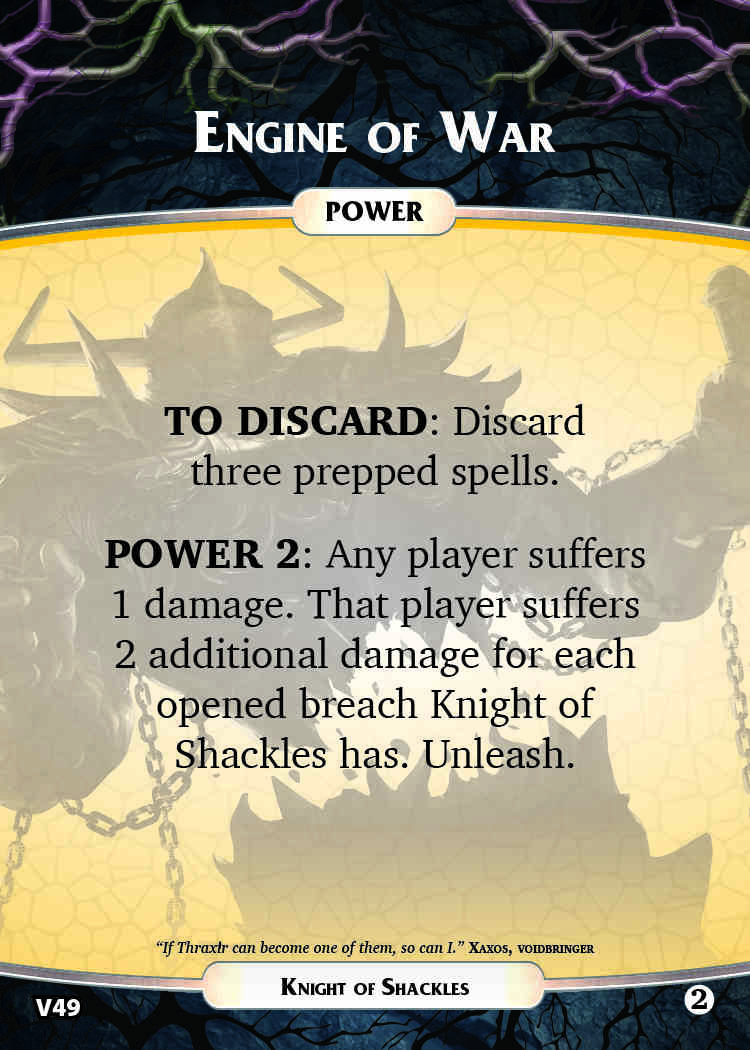 Engine of War
POWER
TO DISCARD: Discard
three prepped spells.
POWER 2: Any player suffers
1 damage. That player suffers
2 additional damage for each
opened breach Knight of
Shackles has. Unleash.
“If Thraxir can become one of them, so can I.” Xaxos, voidbringer
Knight of Shackles
V49
2